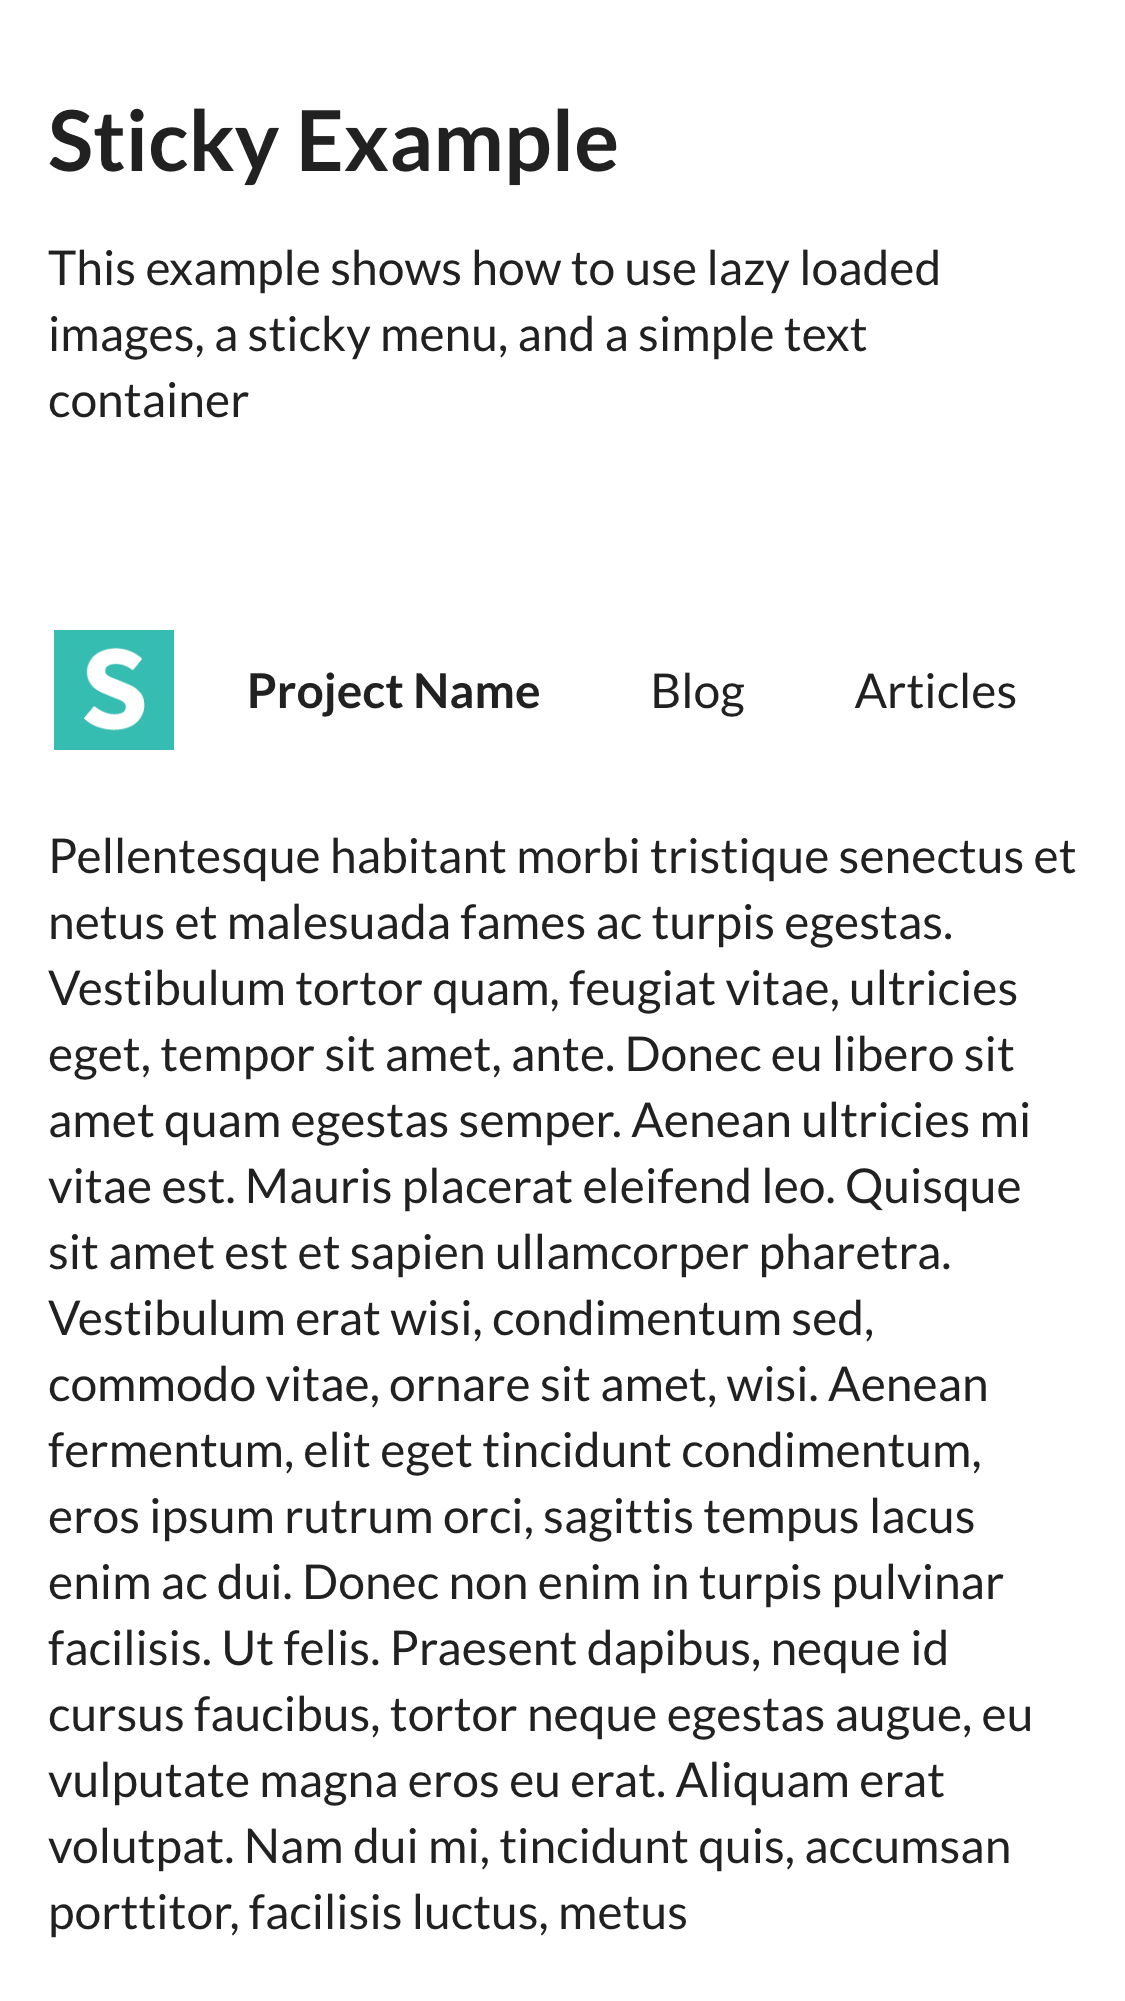 Sticky Example
This example shows how to use lazy loaded
images, a sticky menu, and a simple text
container
S
Project Name
Blog
Articles
Pellentesque habitant morbi tristique senectus et
netus et malesuada fames ac turpis egestas.
Vestibulum tortor quam, feugiat vitae, ultricies
eget, tempor sit amet, ante. Donec eu libero sit
amet quam egestas semper. Aenean ultricies mi
vitae est. Mauris placerat eleifend leo. Quisque
sit amet est et sapien ullamcorper pharetra.
Vestibulum erat wisi, condimentum sed,
commodo vitae, ornare sit amet, wisi. Aenean
fermentum, elit eget tincidunt condimentum,
eros ipsum rutrum orci, sagittis tempus lacus
enim ac dui. Donec non enim in turpis pulvinar
facilisis. Ut felis. Praesent dapibus, neque id
cursus faucibus, tortor neque egestas augue, eu
vulputate magna eros eu erat. Aliquam erat
volutpat. Nam dui mi, tincidunt quis, accumsan
porttitor, facilisis luctus, metus